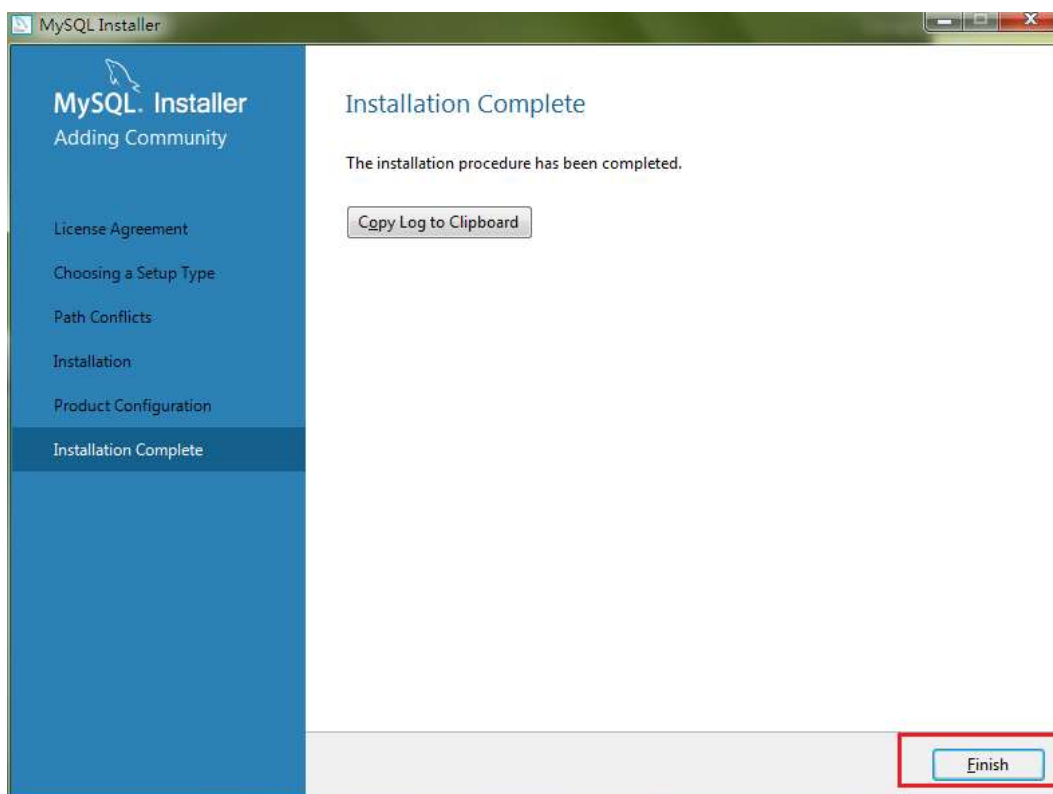 MySQL Installer
MySQL. Installer
Adding Community
License Agreement
Choosing a Setup Type
Path Conflicts
Installation
Product Configuration
Installation Complete
Installation Complete
The installation procedure has been completed.
Copy Log to Clipboard
Finish